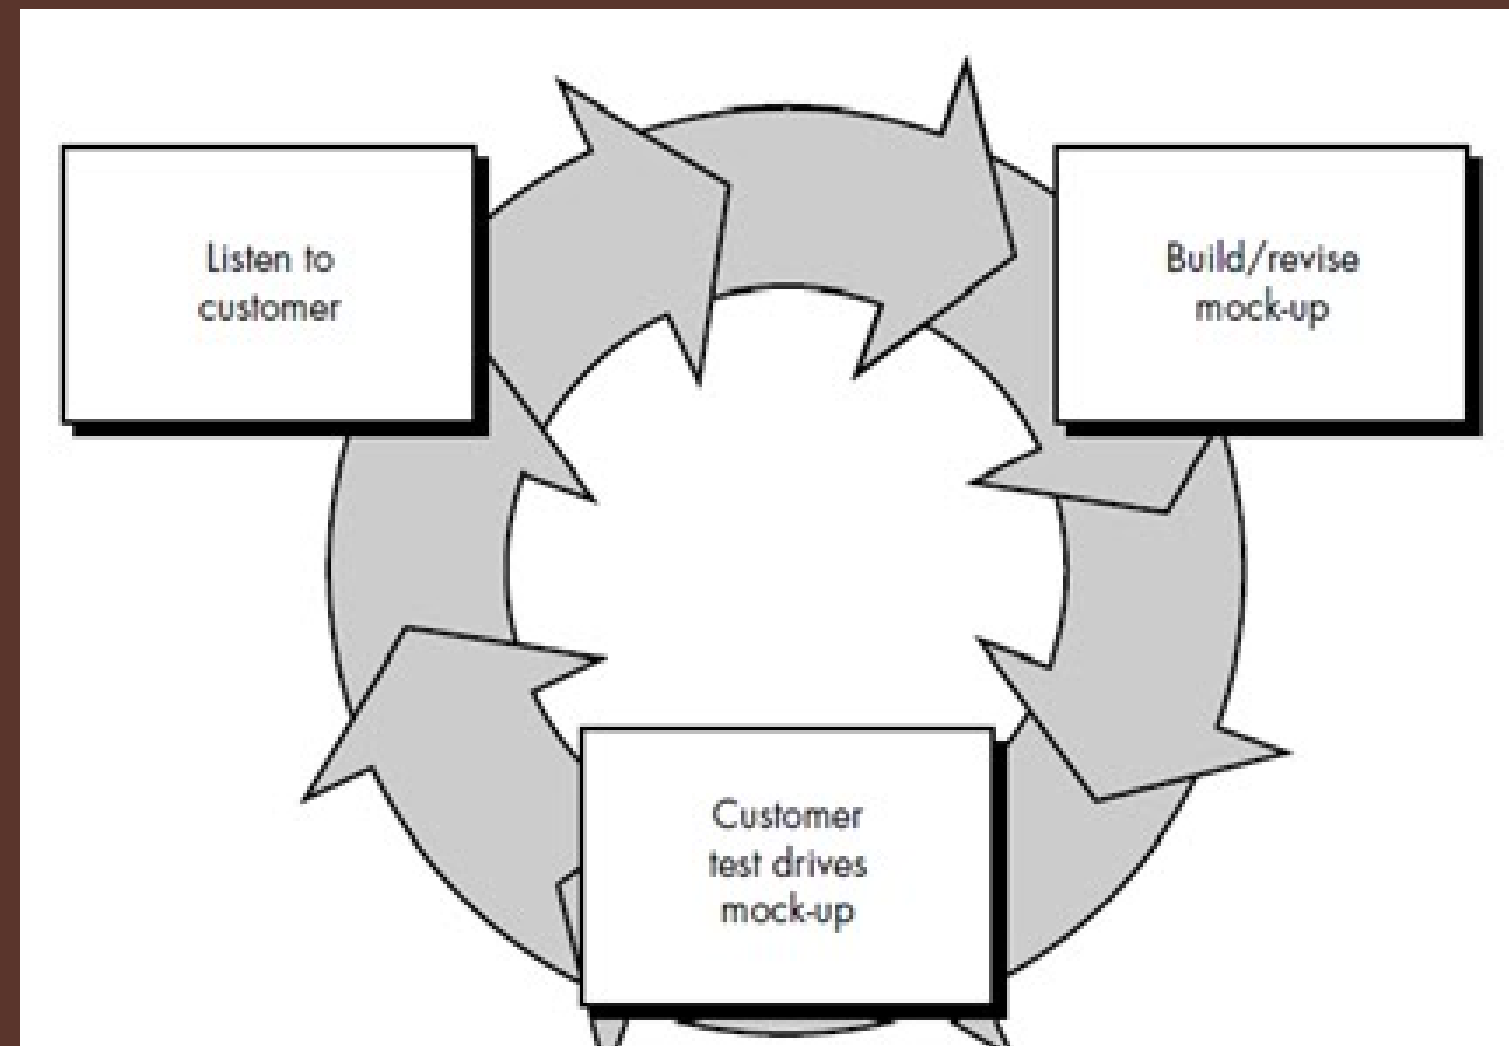 Listen to
customer
Build/revise
mock-up
Customer
test drives
mock-up